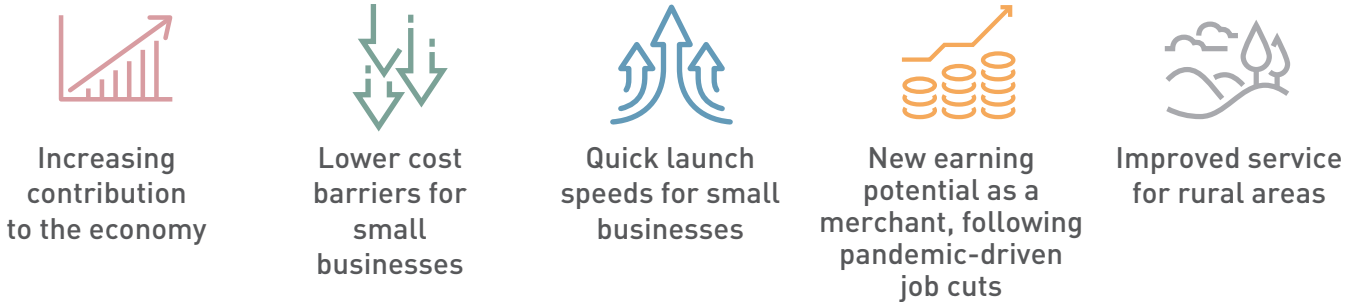 Increasing
contribution
to the economy
Lower cost
barriers for
small
businesses
Quick launch
speeds for small
businesses
New earning
potential as a
merchant, following
pandemic-driven
job cuts
Improved service
for rural areas